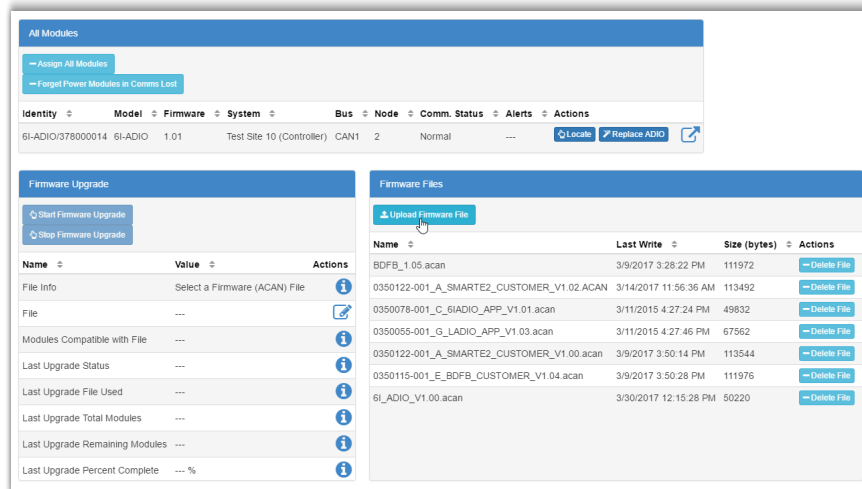 All Modules
Assign All Modules
Forget Power Modules in Comms Lost
Identity Model Firmware System Bus Node Comm. Status Alerts Actions
6I-ADIO/378000014 6I-ADIO 1.01 Test Site 10 (Controller) CAN1 2 Normal --- Locate Replace ADIO
Firmware Upgrade
Start Firmware Upgrade
Stop Firmware Upgrade
Name Value Actions
File Info Select a Firmware (ACAN) File
File ---
Modules Compatible with File ---
Last Upgrade Status ---
Last Upgrade File Used ---
Last Upgrade Total Modules ---
Last Upgrade Remaining Modules ---
Last Upgrade Percent Complete --- %
Firmware Files
Upload Firmware File
Name Last Write Size (bytes) Actions
BDFB_1.05.acan 3/9/2017 3:28:22 PM 111972 Delete File
0350122-001_A_SMARTE2_CUSTOMER_V1.02.ACAN 3/14/2017 11:56:36 AM 113492 Delete File
0350078-001_C_6IADIO_APP_V1.01.acan 3/11/2015 4:27:24 PM 49832 Delete File
0350055-001_G_LADIO_APP_V1.03.acan 3/11/2015 4:27:46 PM 67562 Delete File
0350122-001_A_SMARTE2_CUSTOMER_V1.00.acan 3/9/2017 3:50:14 PM 113544 Delete File
0350115-001_E_BDFB_CUSTOMER_V1.04.acan 3/9/2017 3:50:28 PM 111976 Delete File
6I_ADIO_V1.00.acan 3/30/2017 12:15:28 PM 50220 Delete File